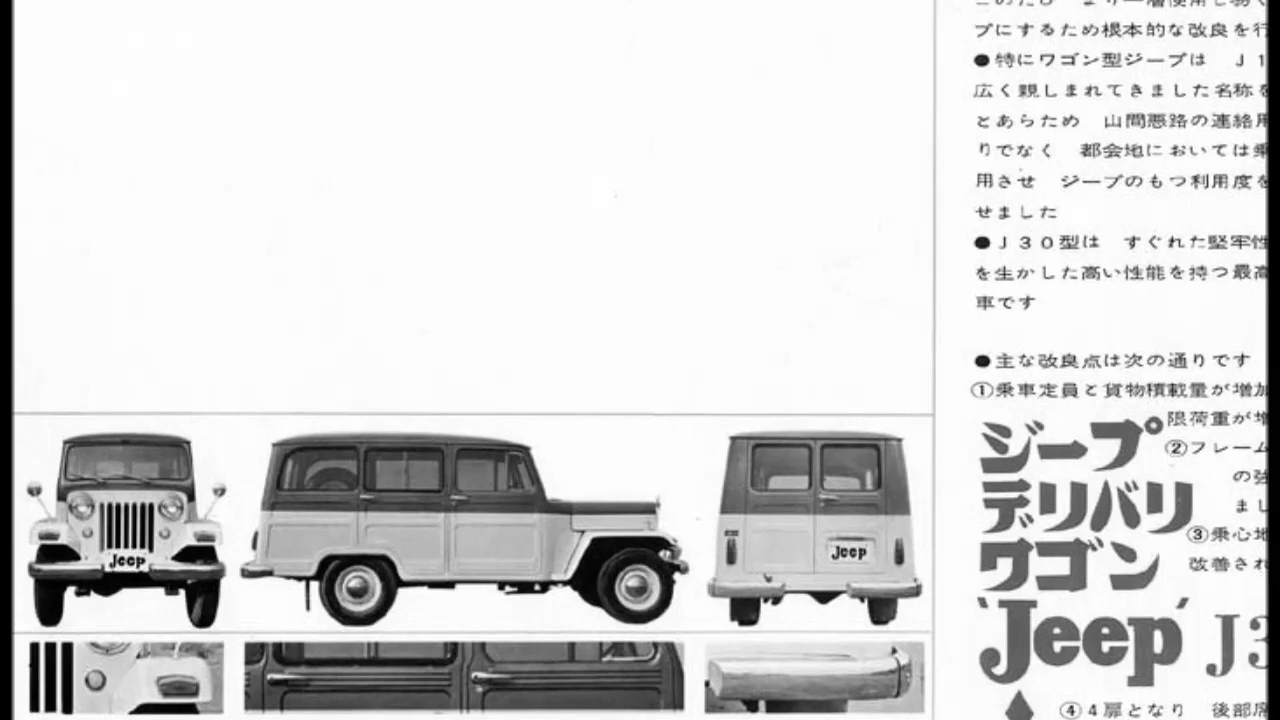 プにするため根本的な改良を行
●特にワゴン型ジープは　J1
広く親しまれてきました名称を
とあらため　山間悪路の連絡用
りでなく　都会地においては乗
用させ　ジープのもつ利用度を
せました
●J30型は　すぐれた堅牢性
を生かした高い性能を持つ最高
車です
●主な改良点は次の通りです
①乗車定員と貨物積載量が増加
限荷重が増
②フレーム
の強
まし
③乗心地
改善され
ジープ
デリバリ
ワゴン
'Jeep' J3
④4扉となり　後部席
Jeep
Jeep